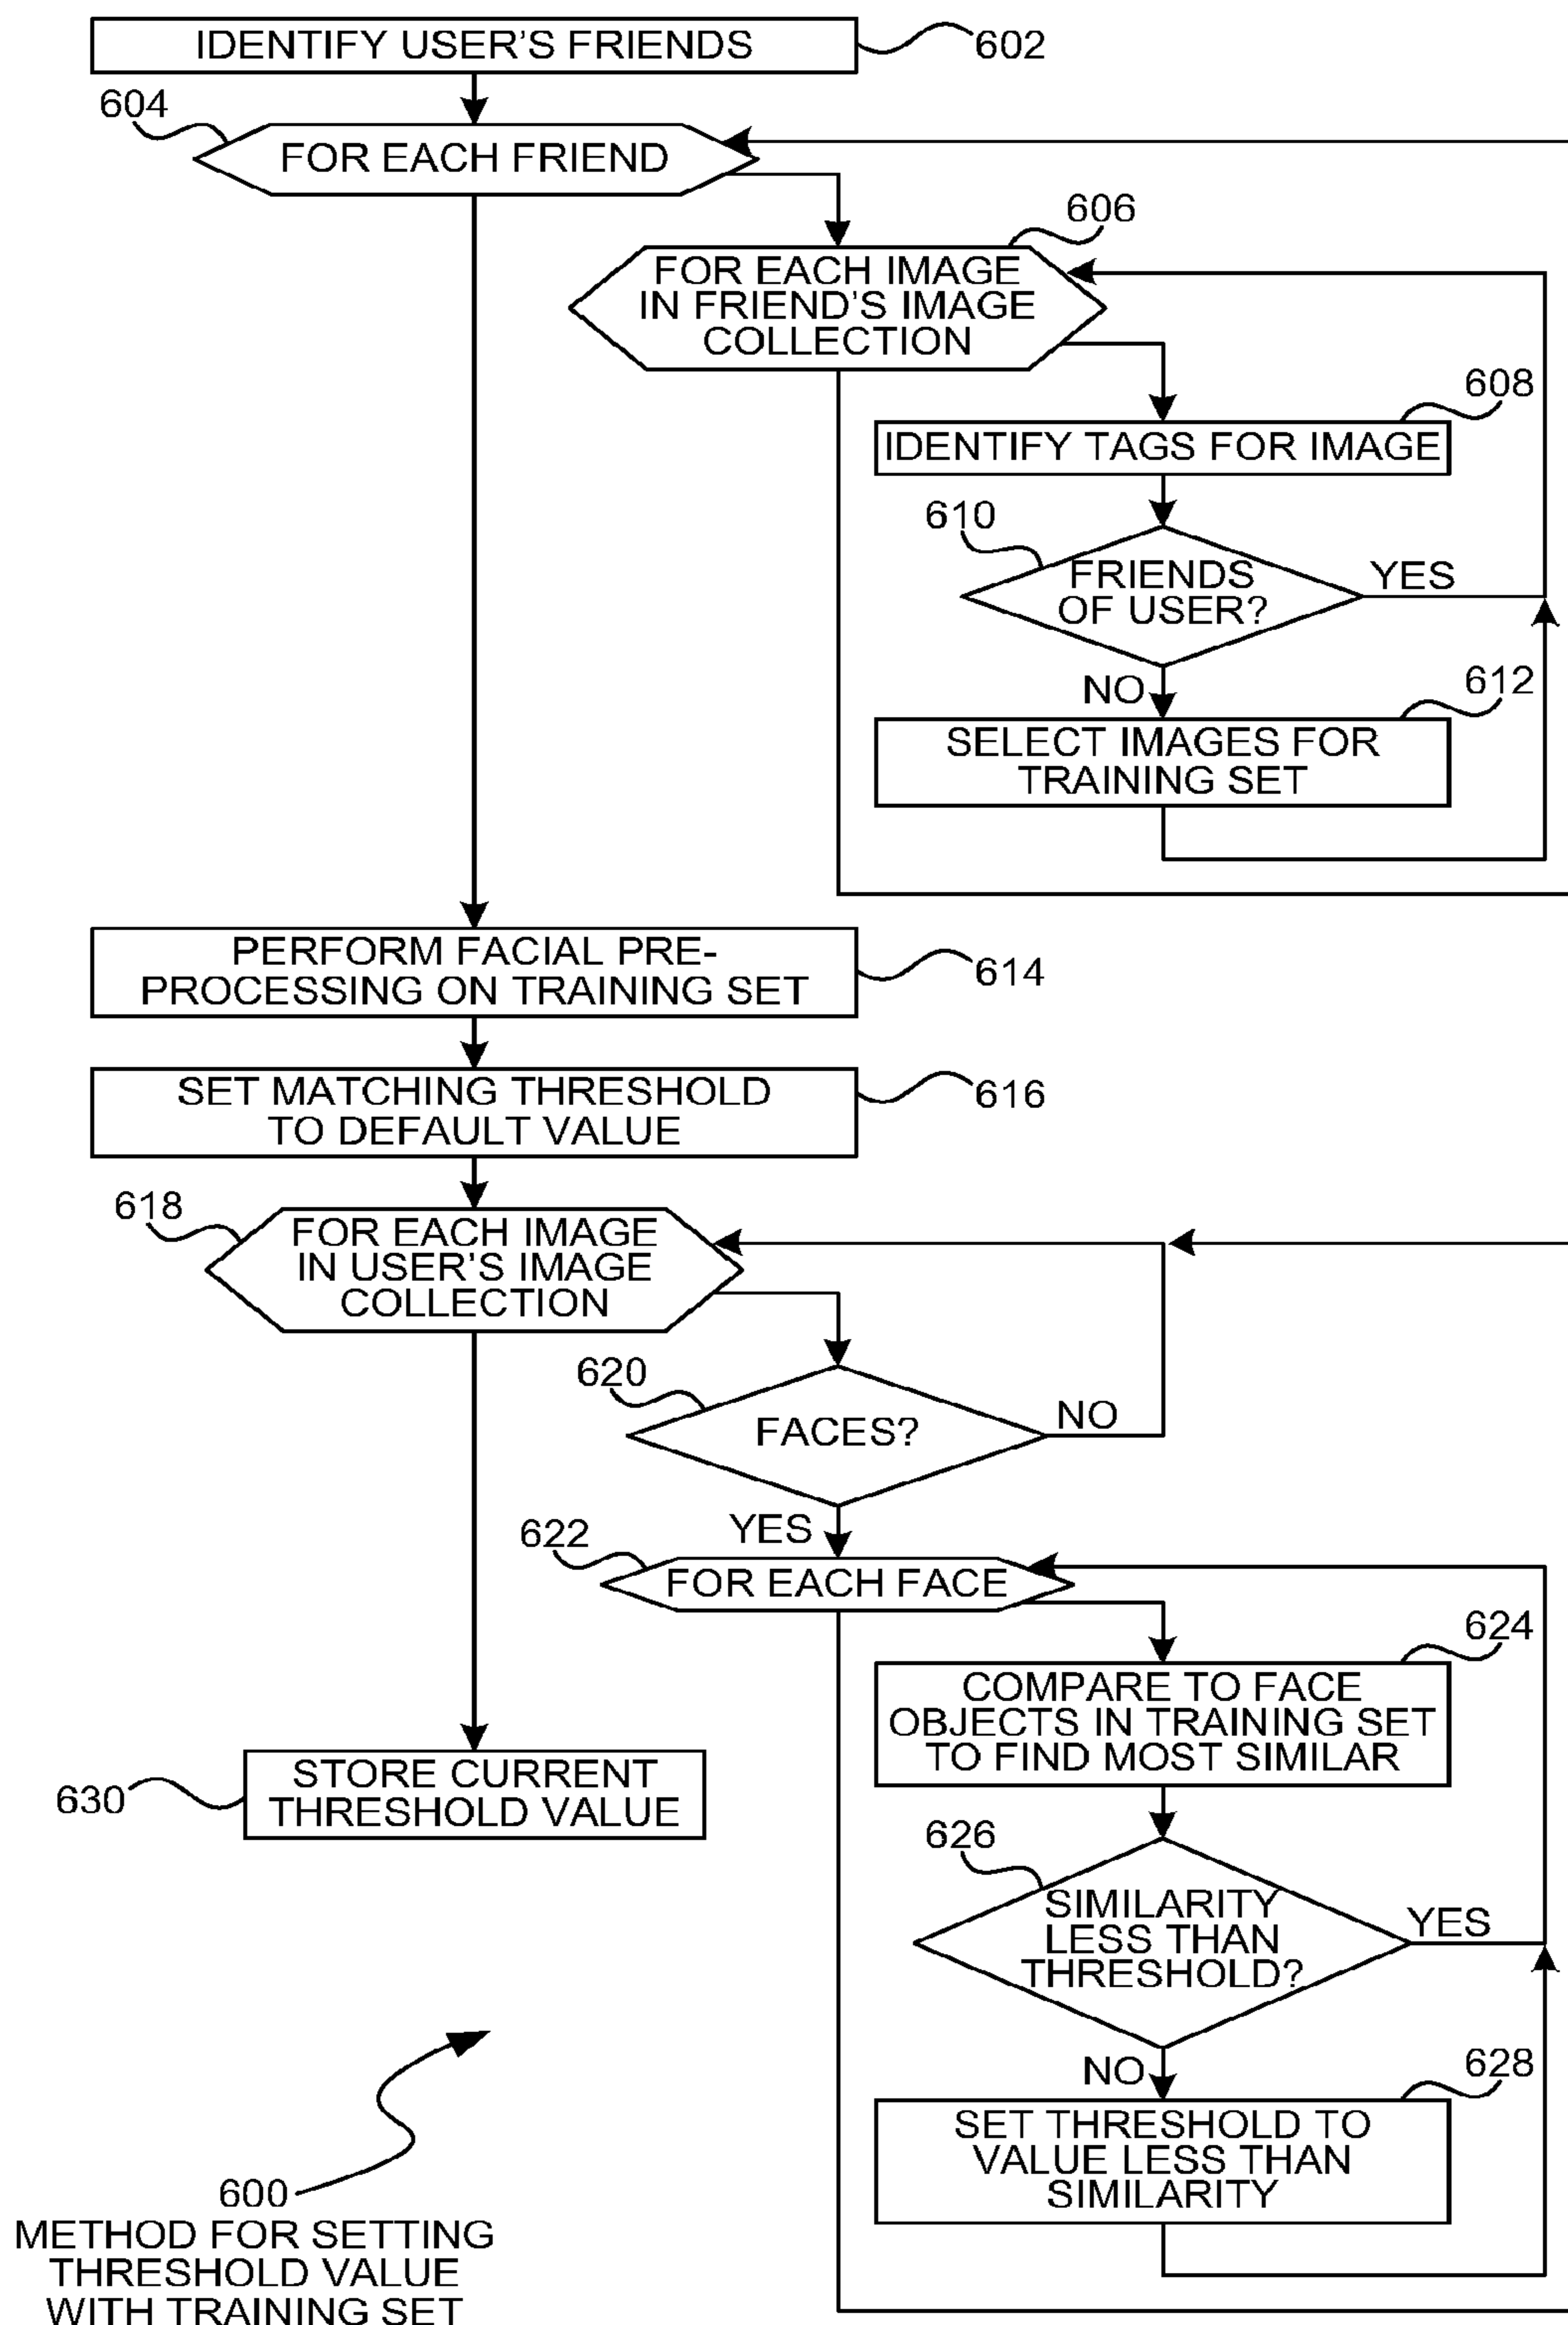 IDENTIFY USER'S FRIENDS
602
604
FOR EACH FRIEND
606
FOR EACH IMAGE
IN FRIEND'S IMAGE
COLLECTION
608
IDENTIFY TAGS FOR IMAGE
610
FRIENDS
OF USER?
YES
NO
612
SELECT IMAGES FOR
TRAINING SET
PERFORM FACIAL PRE-
PROCESSING ON TRAINING SET
614
SET MATCHING THRESHOLD
TO DEFAULT VALUE
616
618
FOR EACH IMAGE
IN USER'S IMAGE
COLLECTION
620
FACES?
NO
YES
622
FOR EACH FACE
624
COMPARE TO FACE
OBJECTS IN TRAINING SET
TO FIND MOST SIMILAR
630
STORE CURRENT
THRESHOLD VALUE
626
SIMILARITY
LESS THAN
THRESHOLD?
YES
NO
628
SET THRESHOLD TO
VALUE LESS THAN
SIMILARITY
600
METHOD FOR SETTING
THRESHOLD VALUE
WITH TRAINING SET